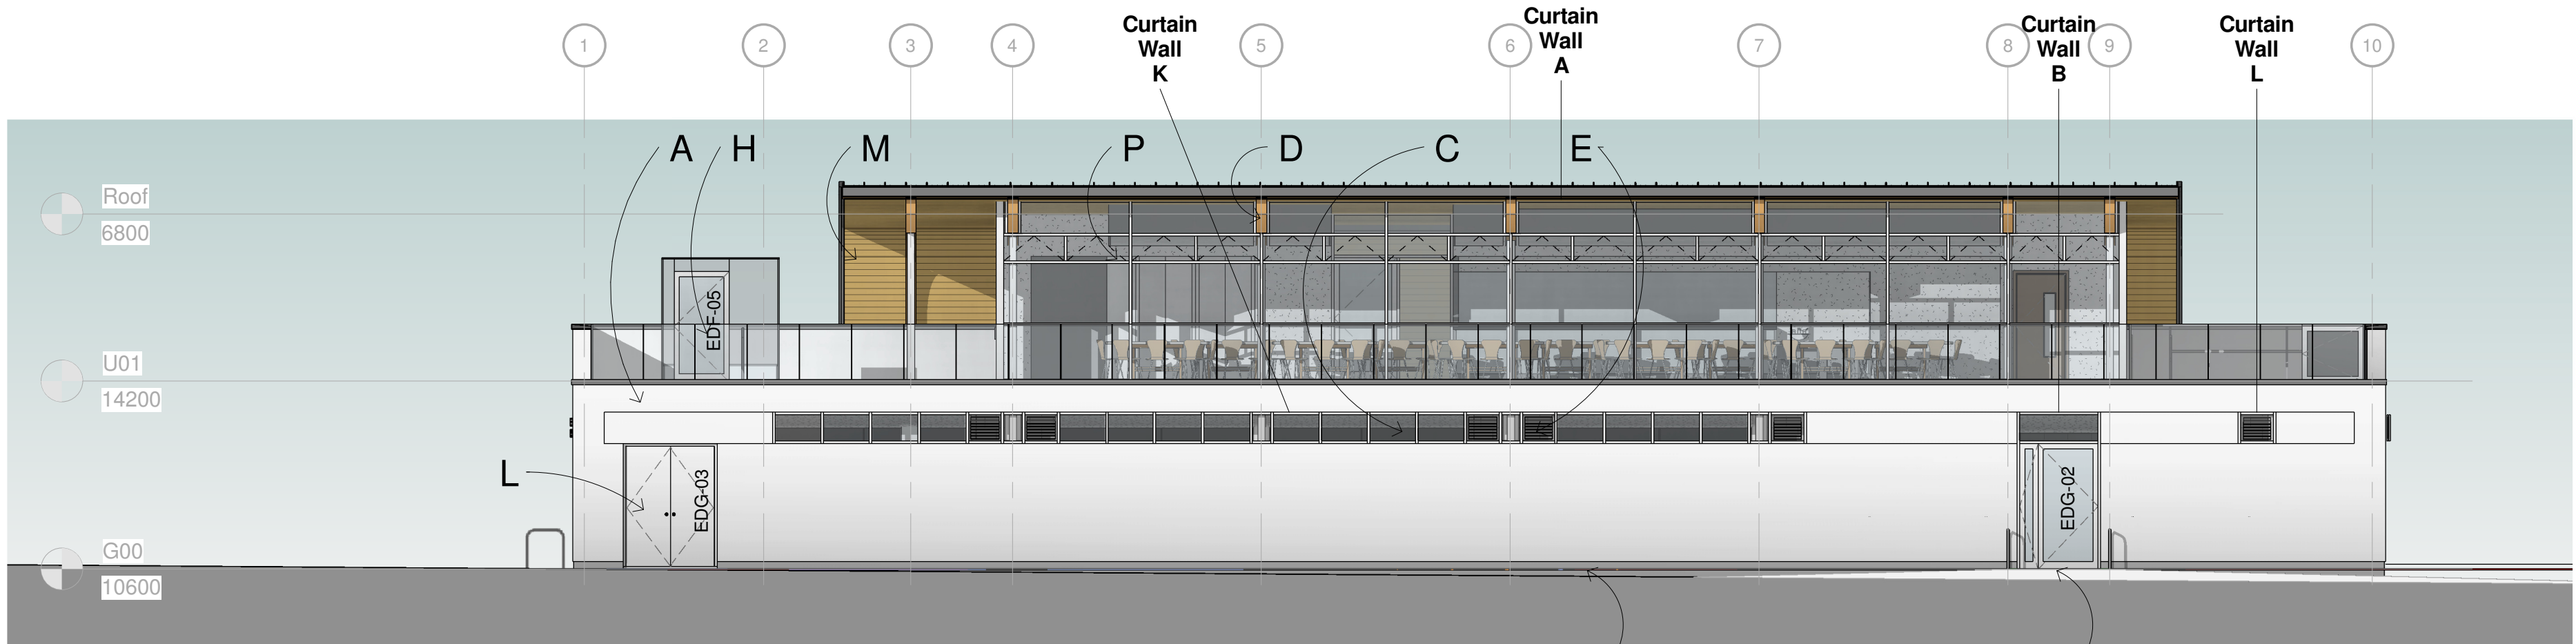 1
2
3
4
Curtain
Wall
K
5
6
Curtain
Wall
A
7
8
Curtain
Wall
B
9
Curtain
Wall
L
10
A
H
M
P
D
C
E
Roof
6800
EDF-05
U01
14200
L
EDG-03
EDG-02
G00
10600